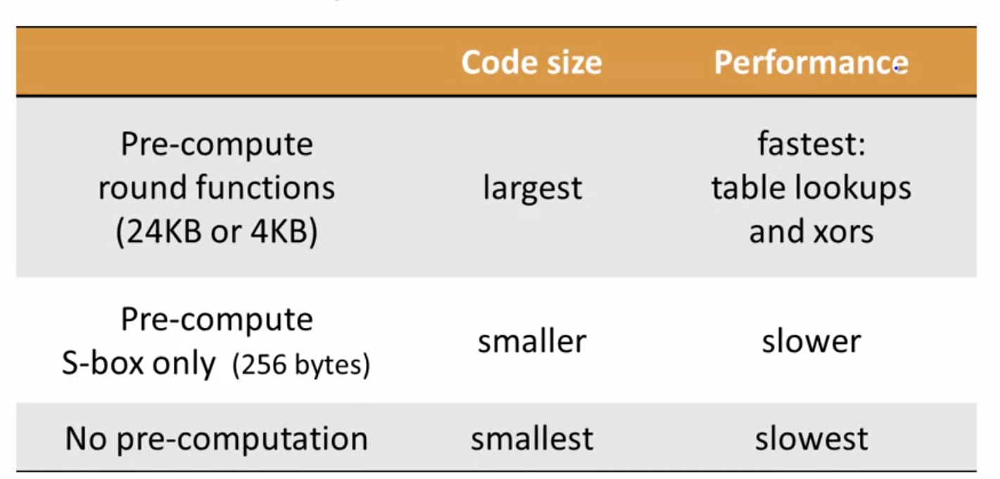 Code size Performance
Pre-compute
round functions
(24KB or 4KB)
largest
fastest:
table lookups
and xors
Pre-compute
S-box only (256 bytes)
smaller
slower
No pre-computation
smallest
slowest